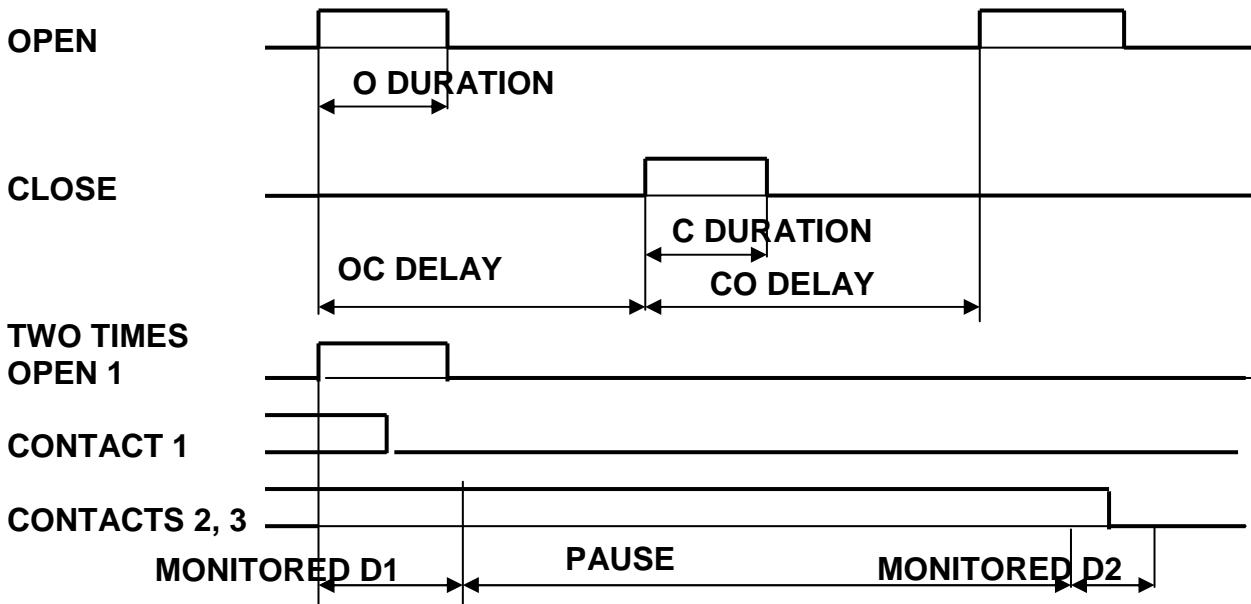 OPEN
O DURATION
CLOSE
C DURATION
OC DELAY
CO DELAY
TWO TIMES
OPEN 1
CONTACT 1
CONTACTS 2, 3
MONITORED D1
PAUSE
MONITORED D2